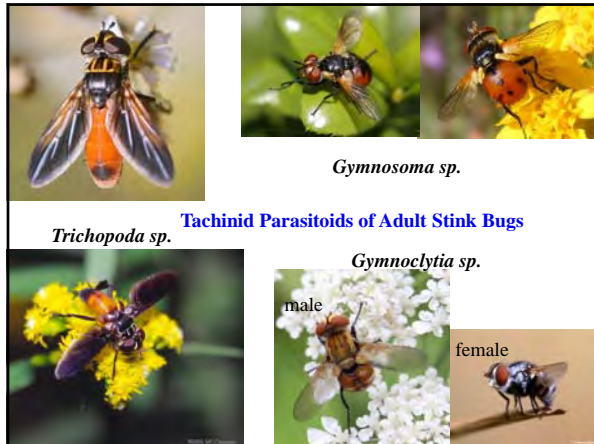 Gymnosoma sp.
Tachinid Parasitoids of Adult Stink Bugs
Trichopoda sp.
Gymnoclytia sp.
male
female